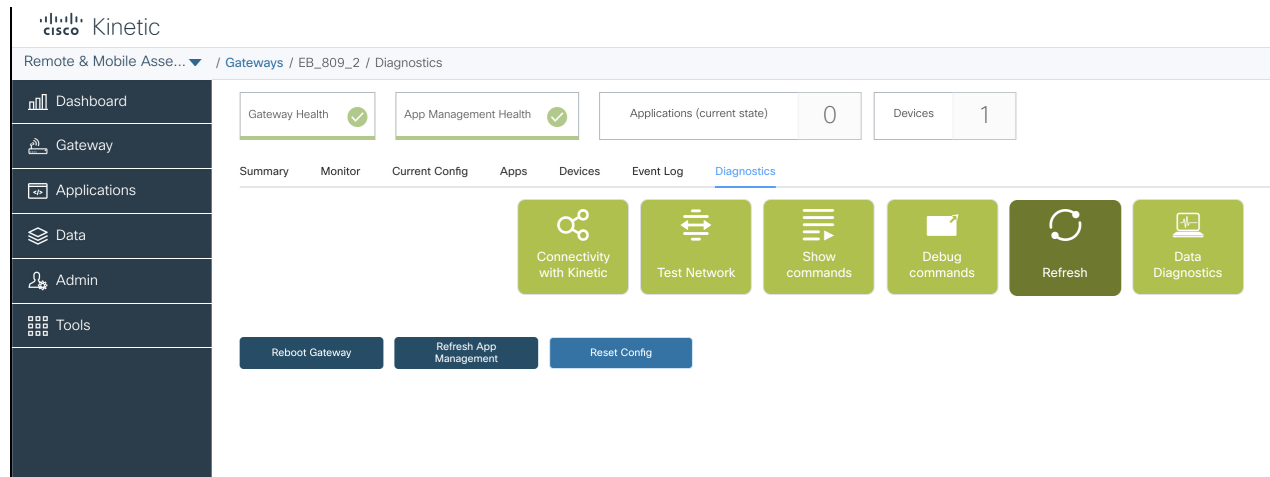 cisco Kinetic
Remote & Mobile Asse... / Gateways / EB_809_2 / Diagnostics
Dashboard
Gateway
Applications
Data
Admin
Tools
Gateway Health
App Management Health
Applications (current state) 0
Devices 1
Summary Monitor Current Config Apps Devices Event Log Diagnostics
Connectivity
with Kinetic
Test Network
Show
commands
Debug
commands
Refresh
Data
Diagnostics
Reboot Gateway
Refresh App
Management
Reset Config